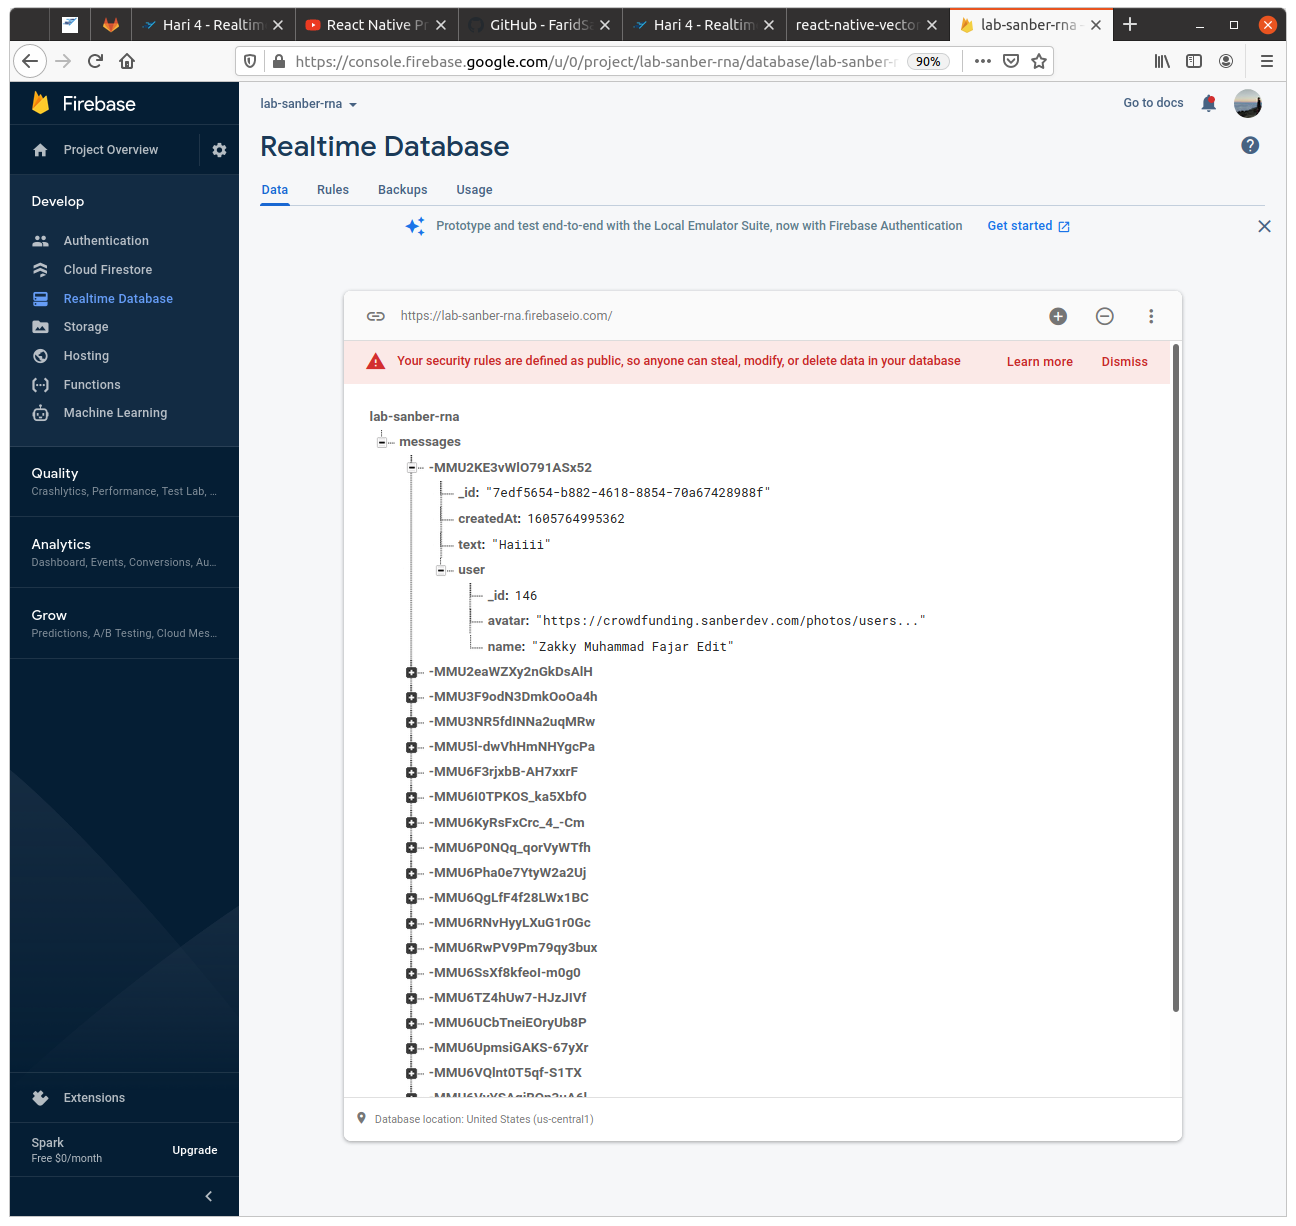 Hari 4 - Realtim
React Native P
GitHub - FaridS
Hari 4 - Realtim
react-native-vector
lab-sanber-rna -
https://console.firebase.google.com/u/0/project/lab-sanber-rna/database/lab-sanber-r
90%
Firebase
lab-sanber-rna
Go to docs
Project Overview
Realtime Database
Data
Rules
Backups
Usage
Develop
Prototype and test end-to-end with the Local Emulator Suite, now with Firebase Authentication
Get started
Authentication
Cloud Firestore
Realtime Database
Storage
Hosting
Functions
Machine Learning
Quality
Crashlytics, Performance, Test Lab, ...
Analytics
Dashboard, Events, Conversions, Au...
Grow
Predictions, A/B Testing, Cloud Mes...
Extensions
Spark
Free $0/month
Upgrade
https://lab-sanber-rna.firebaseio.com/
Your security rules are defined as public, so anyone can steal, modify, or delete data in your database
Learn more
Dismiss
lab-sanber-rna
messages
-MMU2KE3vWlO791ASx52
_id: "7edf5654-b882-4618-8854-70a67428988f"
createdAt: 1605764995362
text: "Haiiii"
user
_id: 146
avatar: "https://crowdfunding.sanberdev.com/photos/users..."
name: "Zakky Muhammad Fajar Edit"
-MMU2eaWZXy2nGkDsAlH
-MMU3F9odN3DmkOoOa4h
-MMU3NR5fdINNa2uqMRw
-MMU5l-dwVhHmNHYgcPa
-MMU6F3rjxbB-AH7xxrF
-MMU6I0TPKOS_ka5XbfO
-MMU6KyRsFxCrc_4_-Cm
-MMU6P0NQq_qorVyWTfh
-MMU6Pha0e7YtyW2a2Uj
-MMU6QgLfF4f28LWx1BC
-MMU6RNvHyyLXuG1r0Gc
-MMU6RwPV9Pm79qy3bux
-MMU6SsXf8kfeoI-m0g0
-MMU6TZ4hUw7-HJzJIVf
-MMU6UCbTneiEOryUb8P
-MMU6UpmsiGAKS-67yXr
-MMU6VQlnt0T5qf-S1TX
Database location: United States (us-central1)